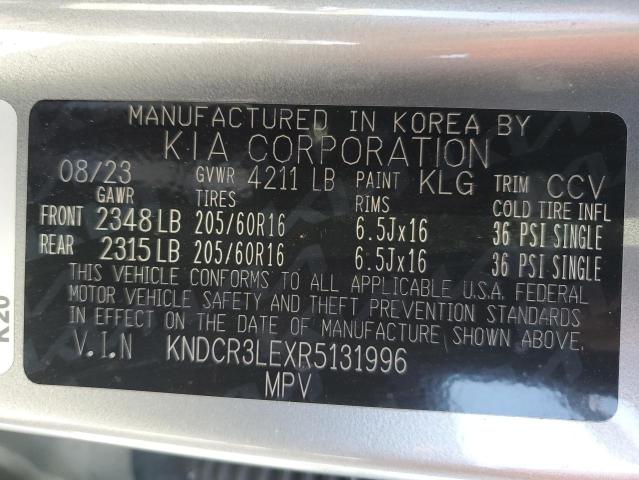 MANUFACTURED IN KOREA BY
KIA CORPORATION
08/23 GVWR 4211 LB PAINT KLG TRIM CCV
GAWR TIRES RIMS COLD TIRE INFL
FRONT 2348 LB 205/60R16 6.5Jx16 36 PSI SINGLE
REAR 2315 LB 205/60R16 6.5Jx16 36 PSI SINGLE
THIS VEHICLE CONFORMS TO ALL APPLICABLE U.S.A. FEDERAL
MOTOR VEHICLE SAFETY AND THEFT PREVENTION STANDARDS
IN EFFECT ON THE DATE OF MANUFACTURE SHOWN ABOVE.
V.I.N KNDCR3LEXR5131996
MPV
K20